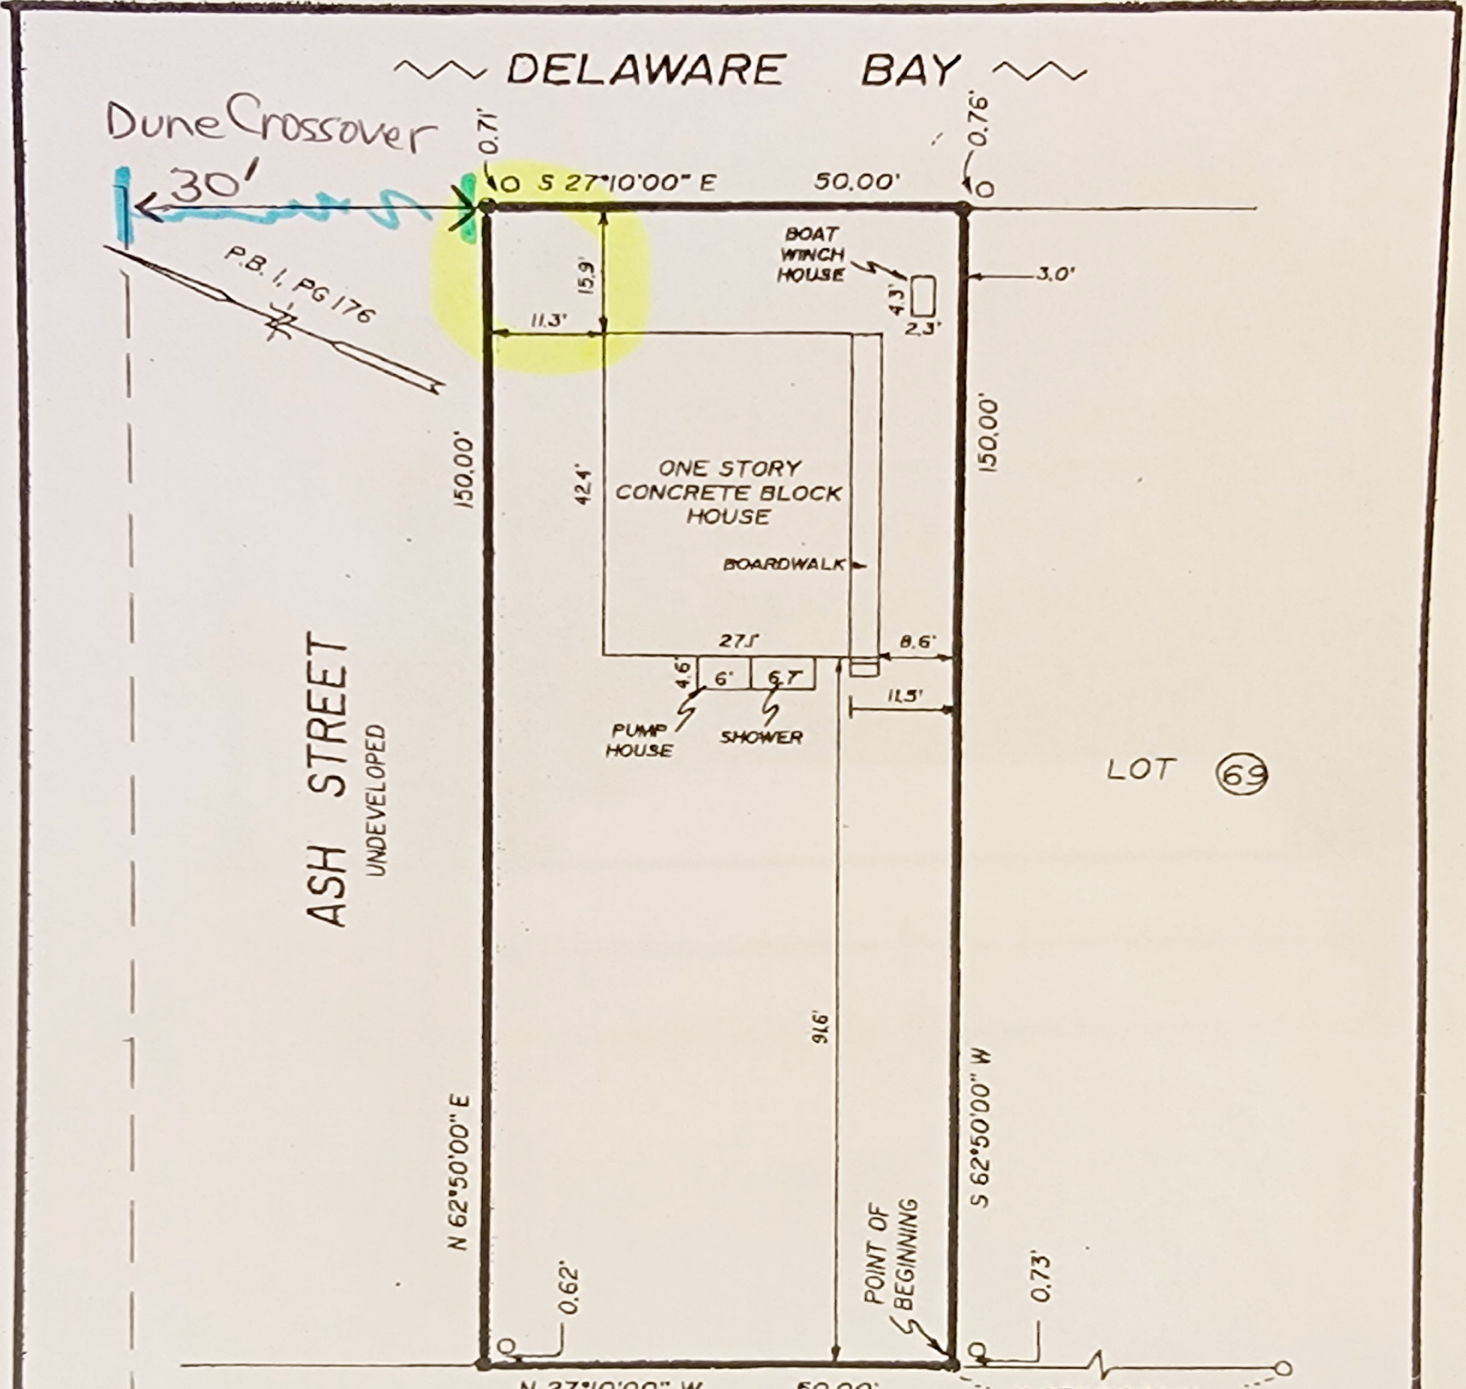 DELAWARE BAY
Dune Crossover
30'
0.71'
0.76'
S 27°10'00" E 50.00'
P.B. 1, PG 176
BOAT
WINCH
HOUSE
3.0'
4.3'
2.3'
15.9'
11.3'
150.00'
150.00'
42.4'
ONE STORY
CONCRETE BLOCK
HOUSE
BOARDWALK
8.6'
4.6'
6'
11.5'
PUMP
HOUSE
SHOWER
LOT 69
ASH STREET
UNDEVELOPED
91.6'
N 62°50'00" E
S 62°50'00" W
POINT OF
BEGINNING
0.62'
0.73'
N 27°10'00" W 50.00'